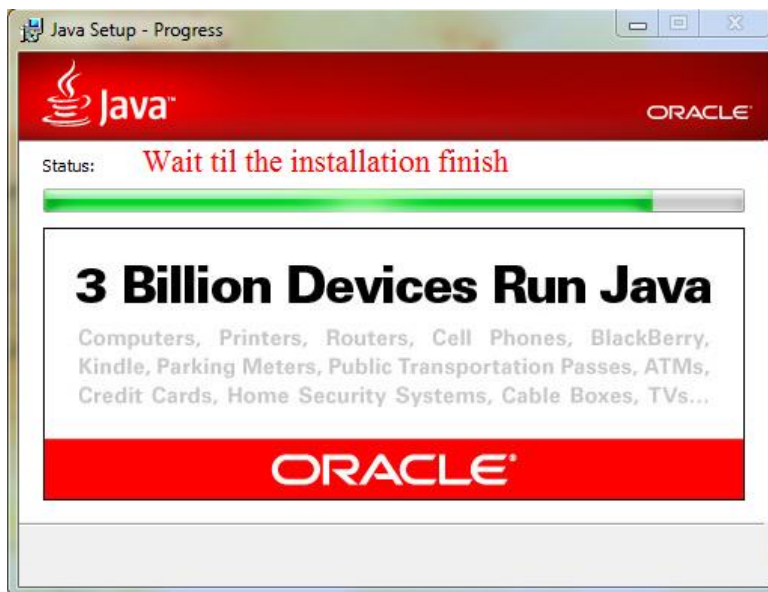 Java Setup - Progress
Java™
ORACLE®
Status: Wait til the installation finish
3 Billion Devices Run Java
Computers, Printers, Routers, Cell Phones, BlackBerry,
Kindle, Parking Meters, Public Transportation Passes, ATMs,
Credit Cards, Home Security Systems, Cable Boxes, TVs...
ORACLE®